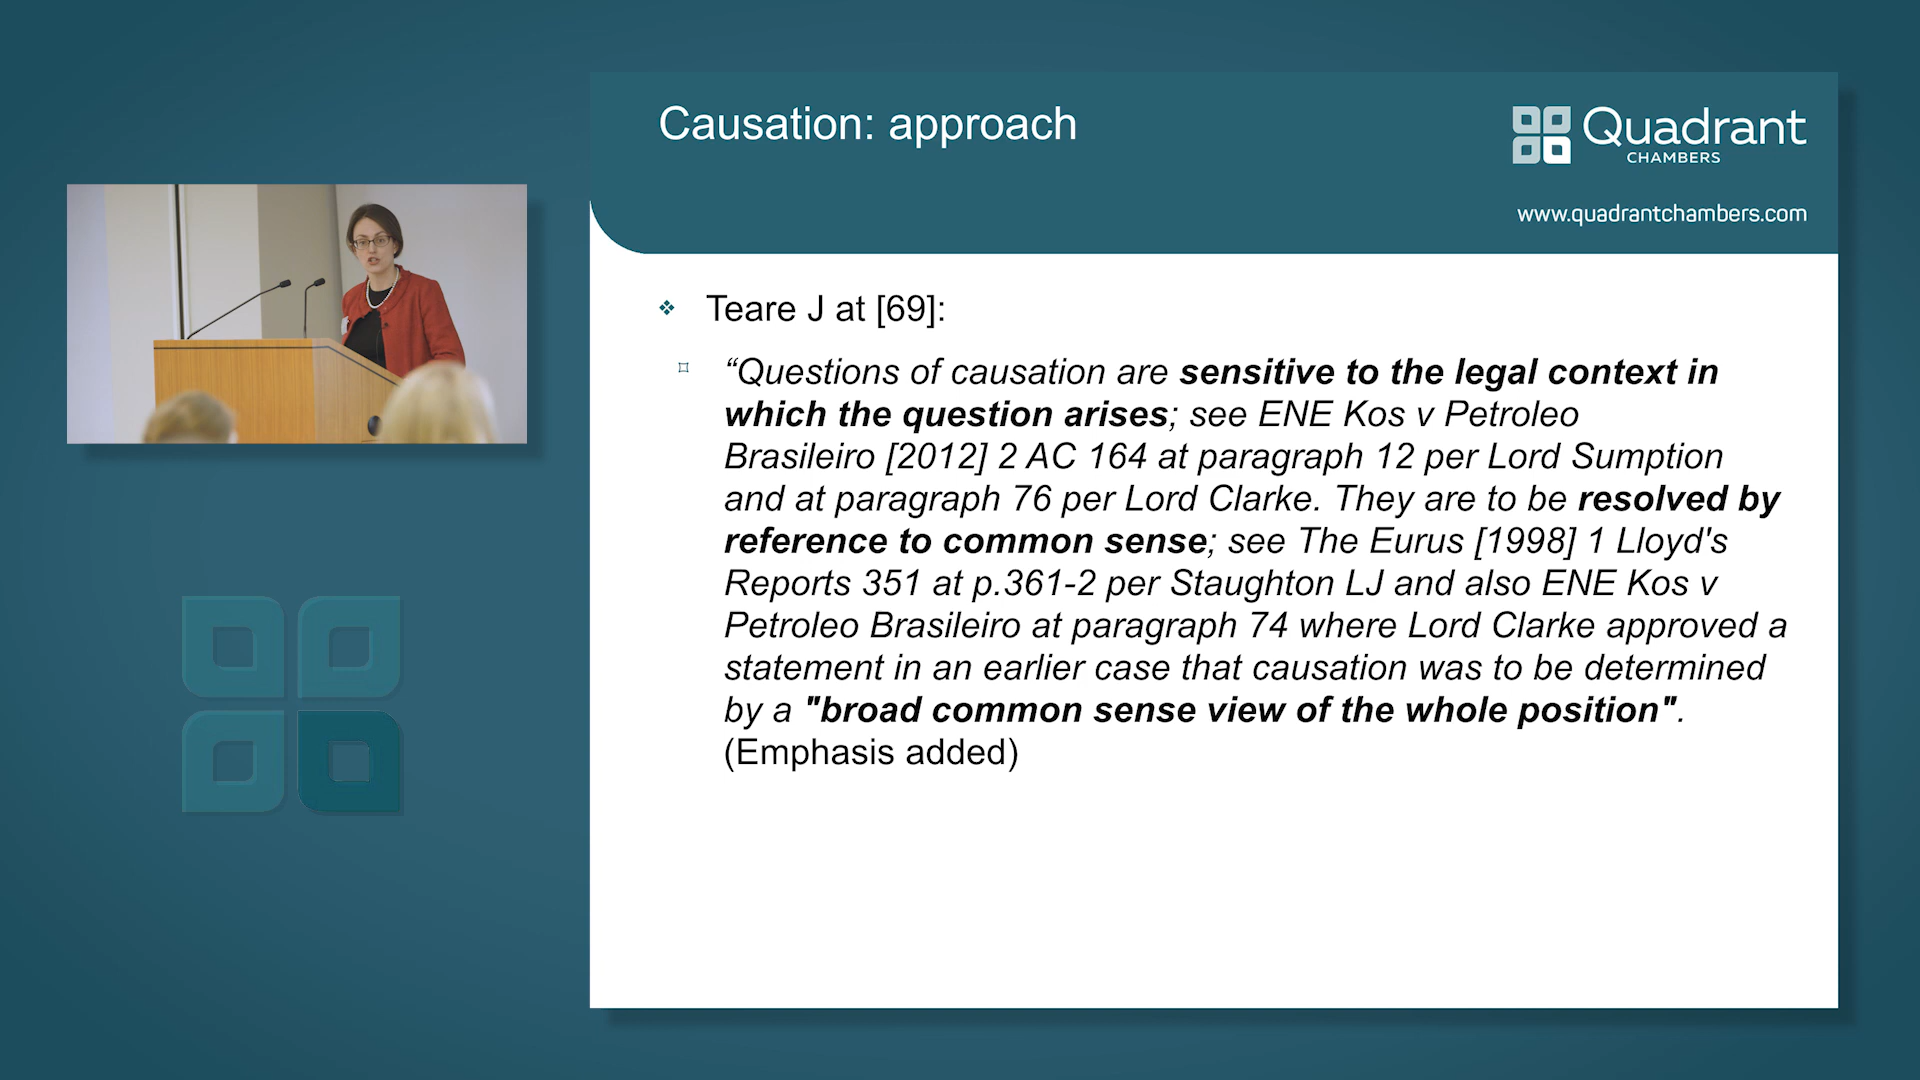 Causation: approach
Quadrant
CHAMBERS
www.quadrantchambers.com
Teare J at [69]:
“Questions of causation are sensitive to the legal context in
which the question arises; see ENE Kos v Petroleo
Brasileiro [2012] 2 AC 164 at paragraph 12 per Lord Sumption
and at paragraph 76 per Lord Clarke. They are to be resolved by
reference to common sense; see The Eurus [1998] 1 Lloyd's
Reports 351 at p.361-2 per Staughton LJ and also ENE Kos v
Petroleo Brasileiro at paragraph 74 where Lord Clarke approved a
statement in an earlier case that causation was to be determined
by a "broad common sense view of the whole position".
(Emphasis added)